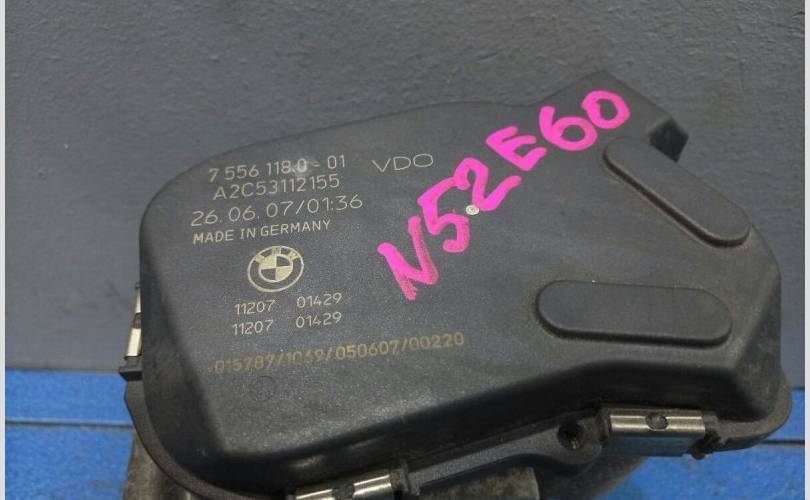 7 556 118.0 - 01 VDO
A2C53112155
26.06.07/01:36
MADE IN GERMANY
BMW
11207 01429
11207 01429
015787/1069/050607/00220
N52E60